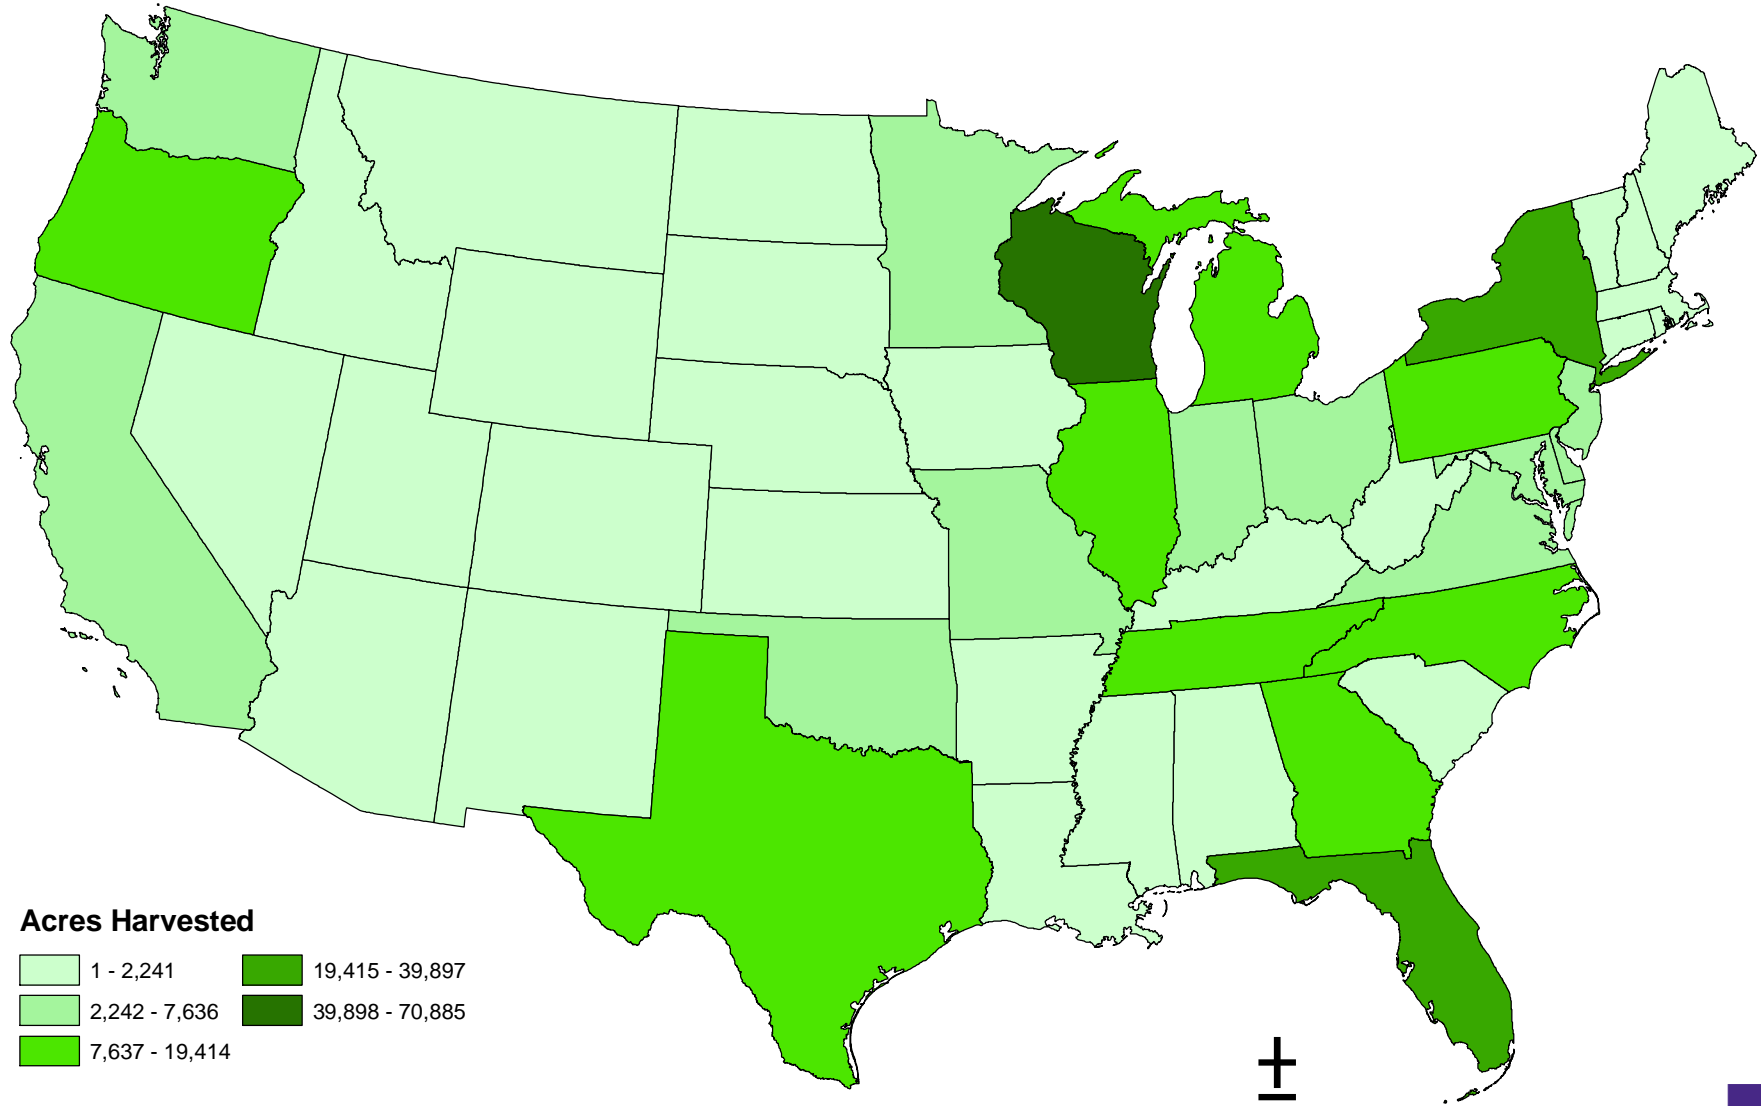 Acres Harvested
1 - 2,241
2,242 - 7,636
7,637 - 19,414
19,415 - 39,897
39,898 - 70,885